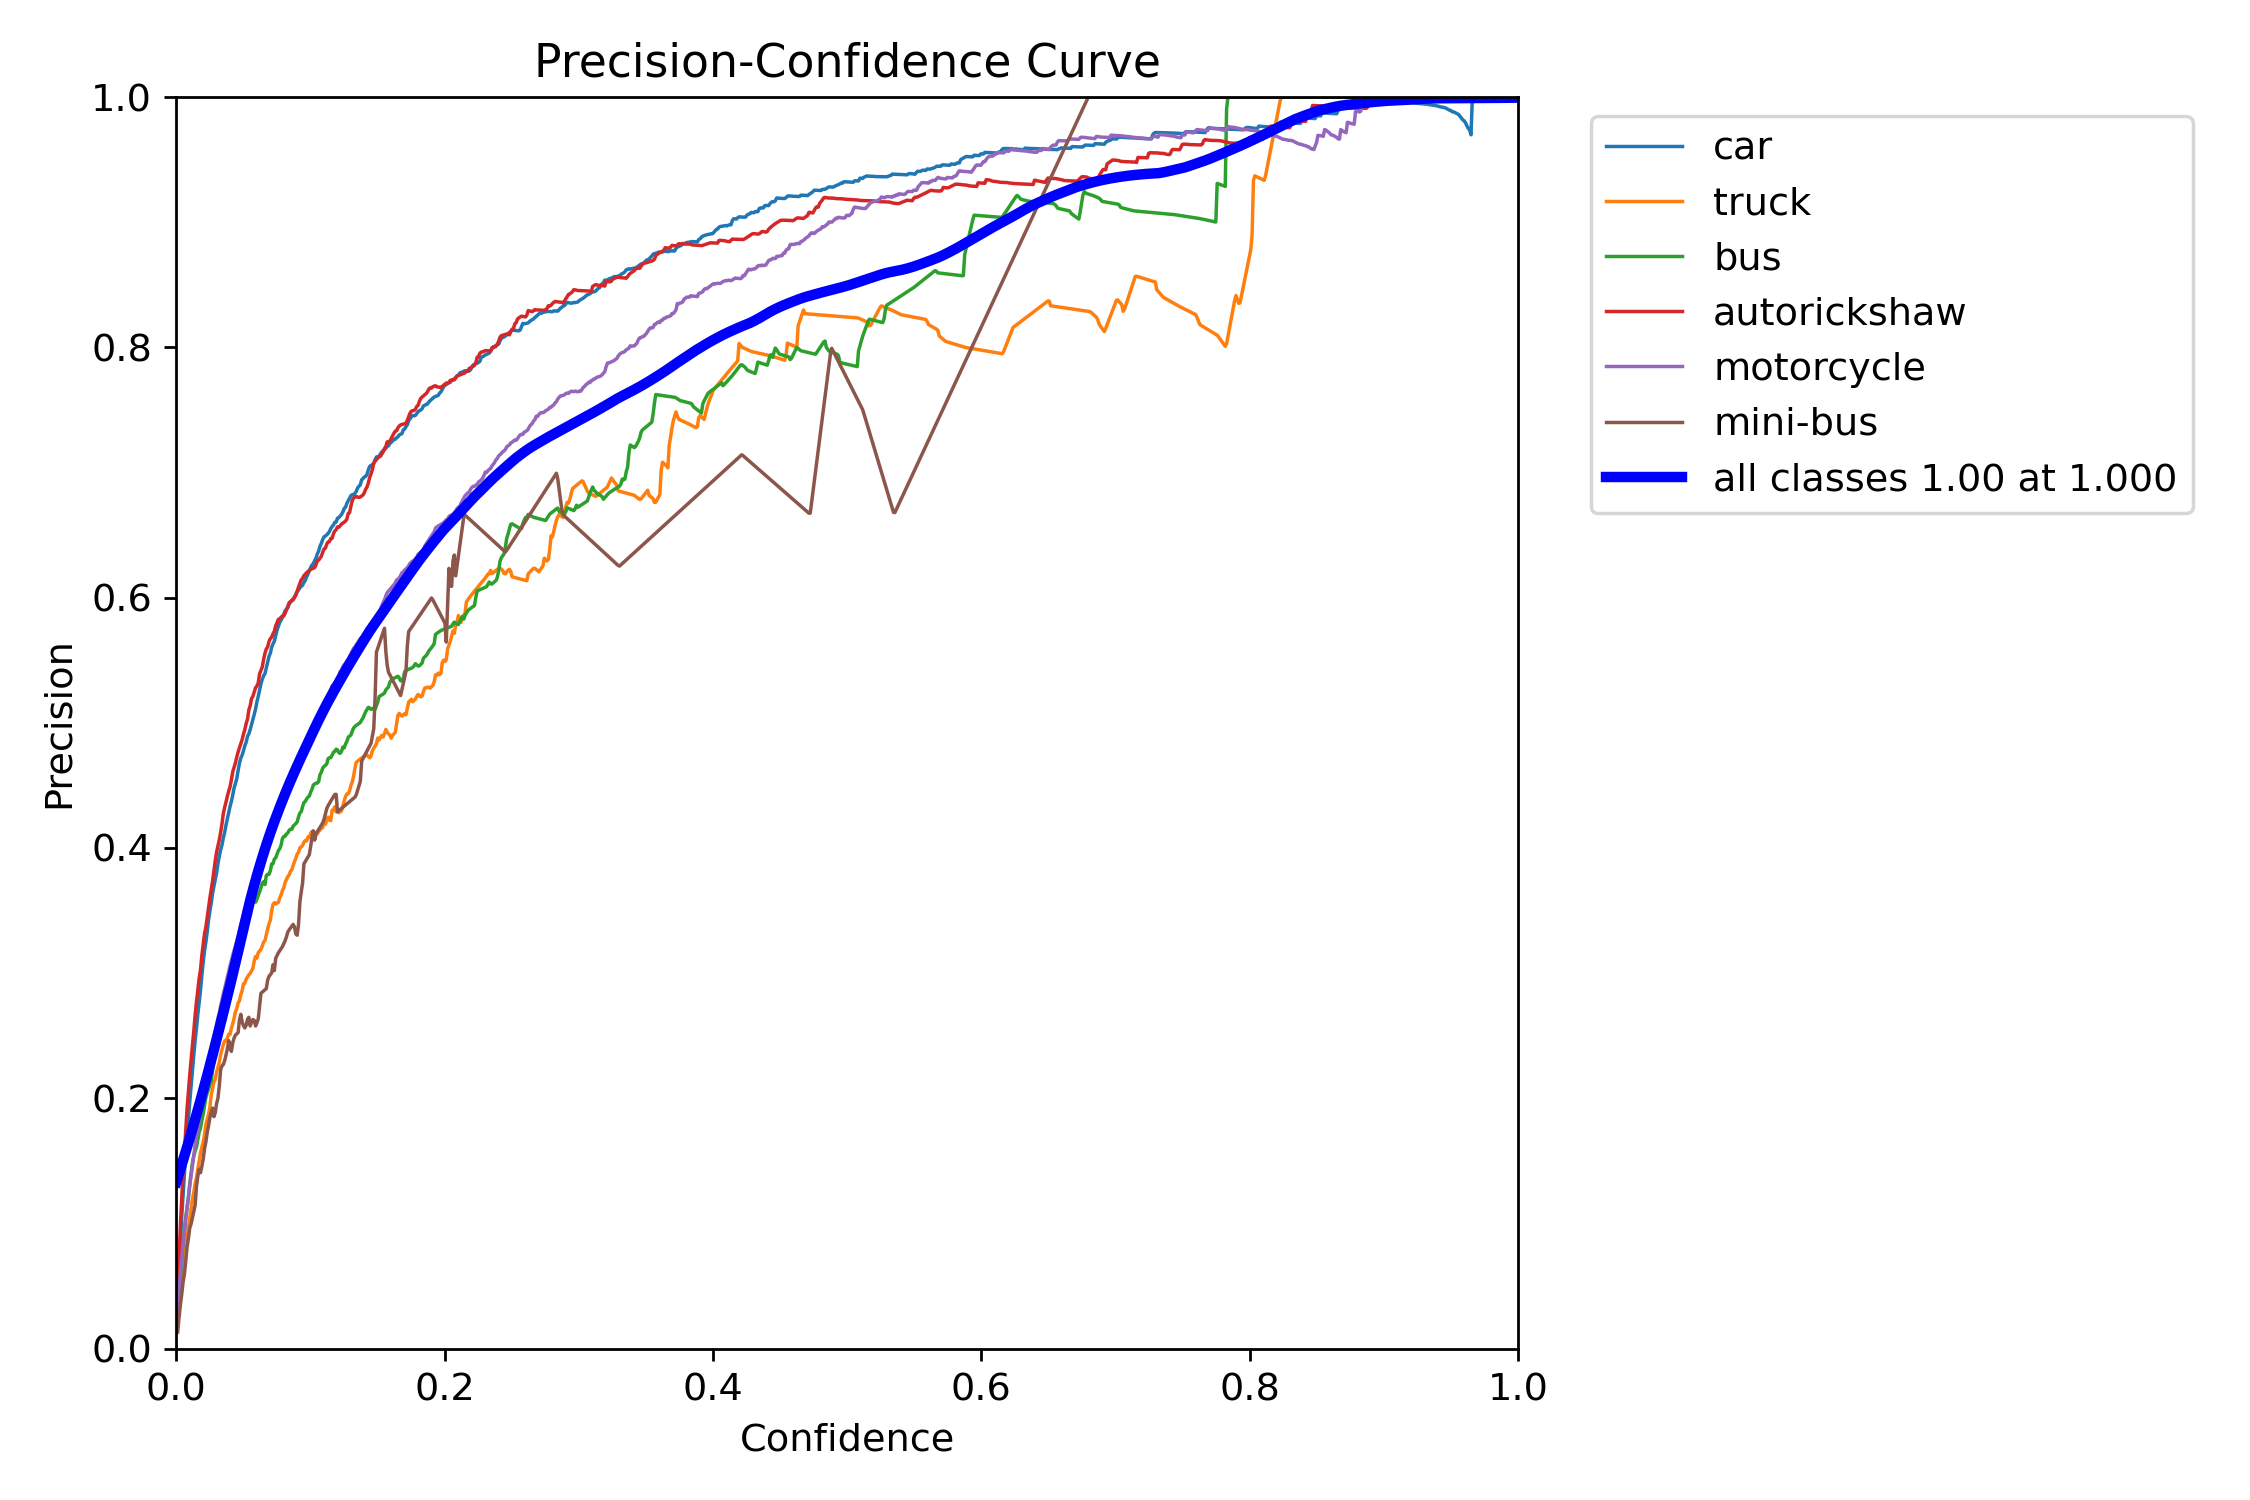 Precision-Confidence Curve
1.0
0.8
0.6
0.4
0.2
0.0
Precision
0.0 0.2 0.4 0.6 0.8 1.0
Confidence
car
truck
bus
autorickshaw
motorcycle
mini-bus
all classes 1.00 at 1.000